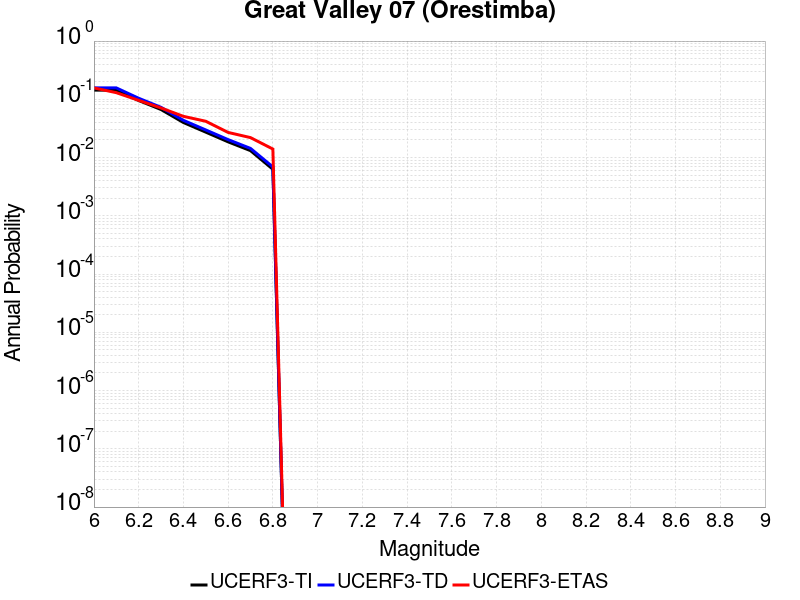 Great Valley 07 (Orestimba)
10^0
10^-1
10^-2
10^-3
10^-4
10^-5
10^-6
10^-7
10^-8
Annual Probability
6 6.2 6.4 6.6 6.8 7 7.2 7.4 7.6 7.8 8 8.2 8.4 8.6 8.8 9
Magnitude
UCERF3-TI UCERF3-TD UCERF3-ETAS